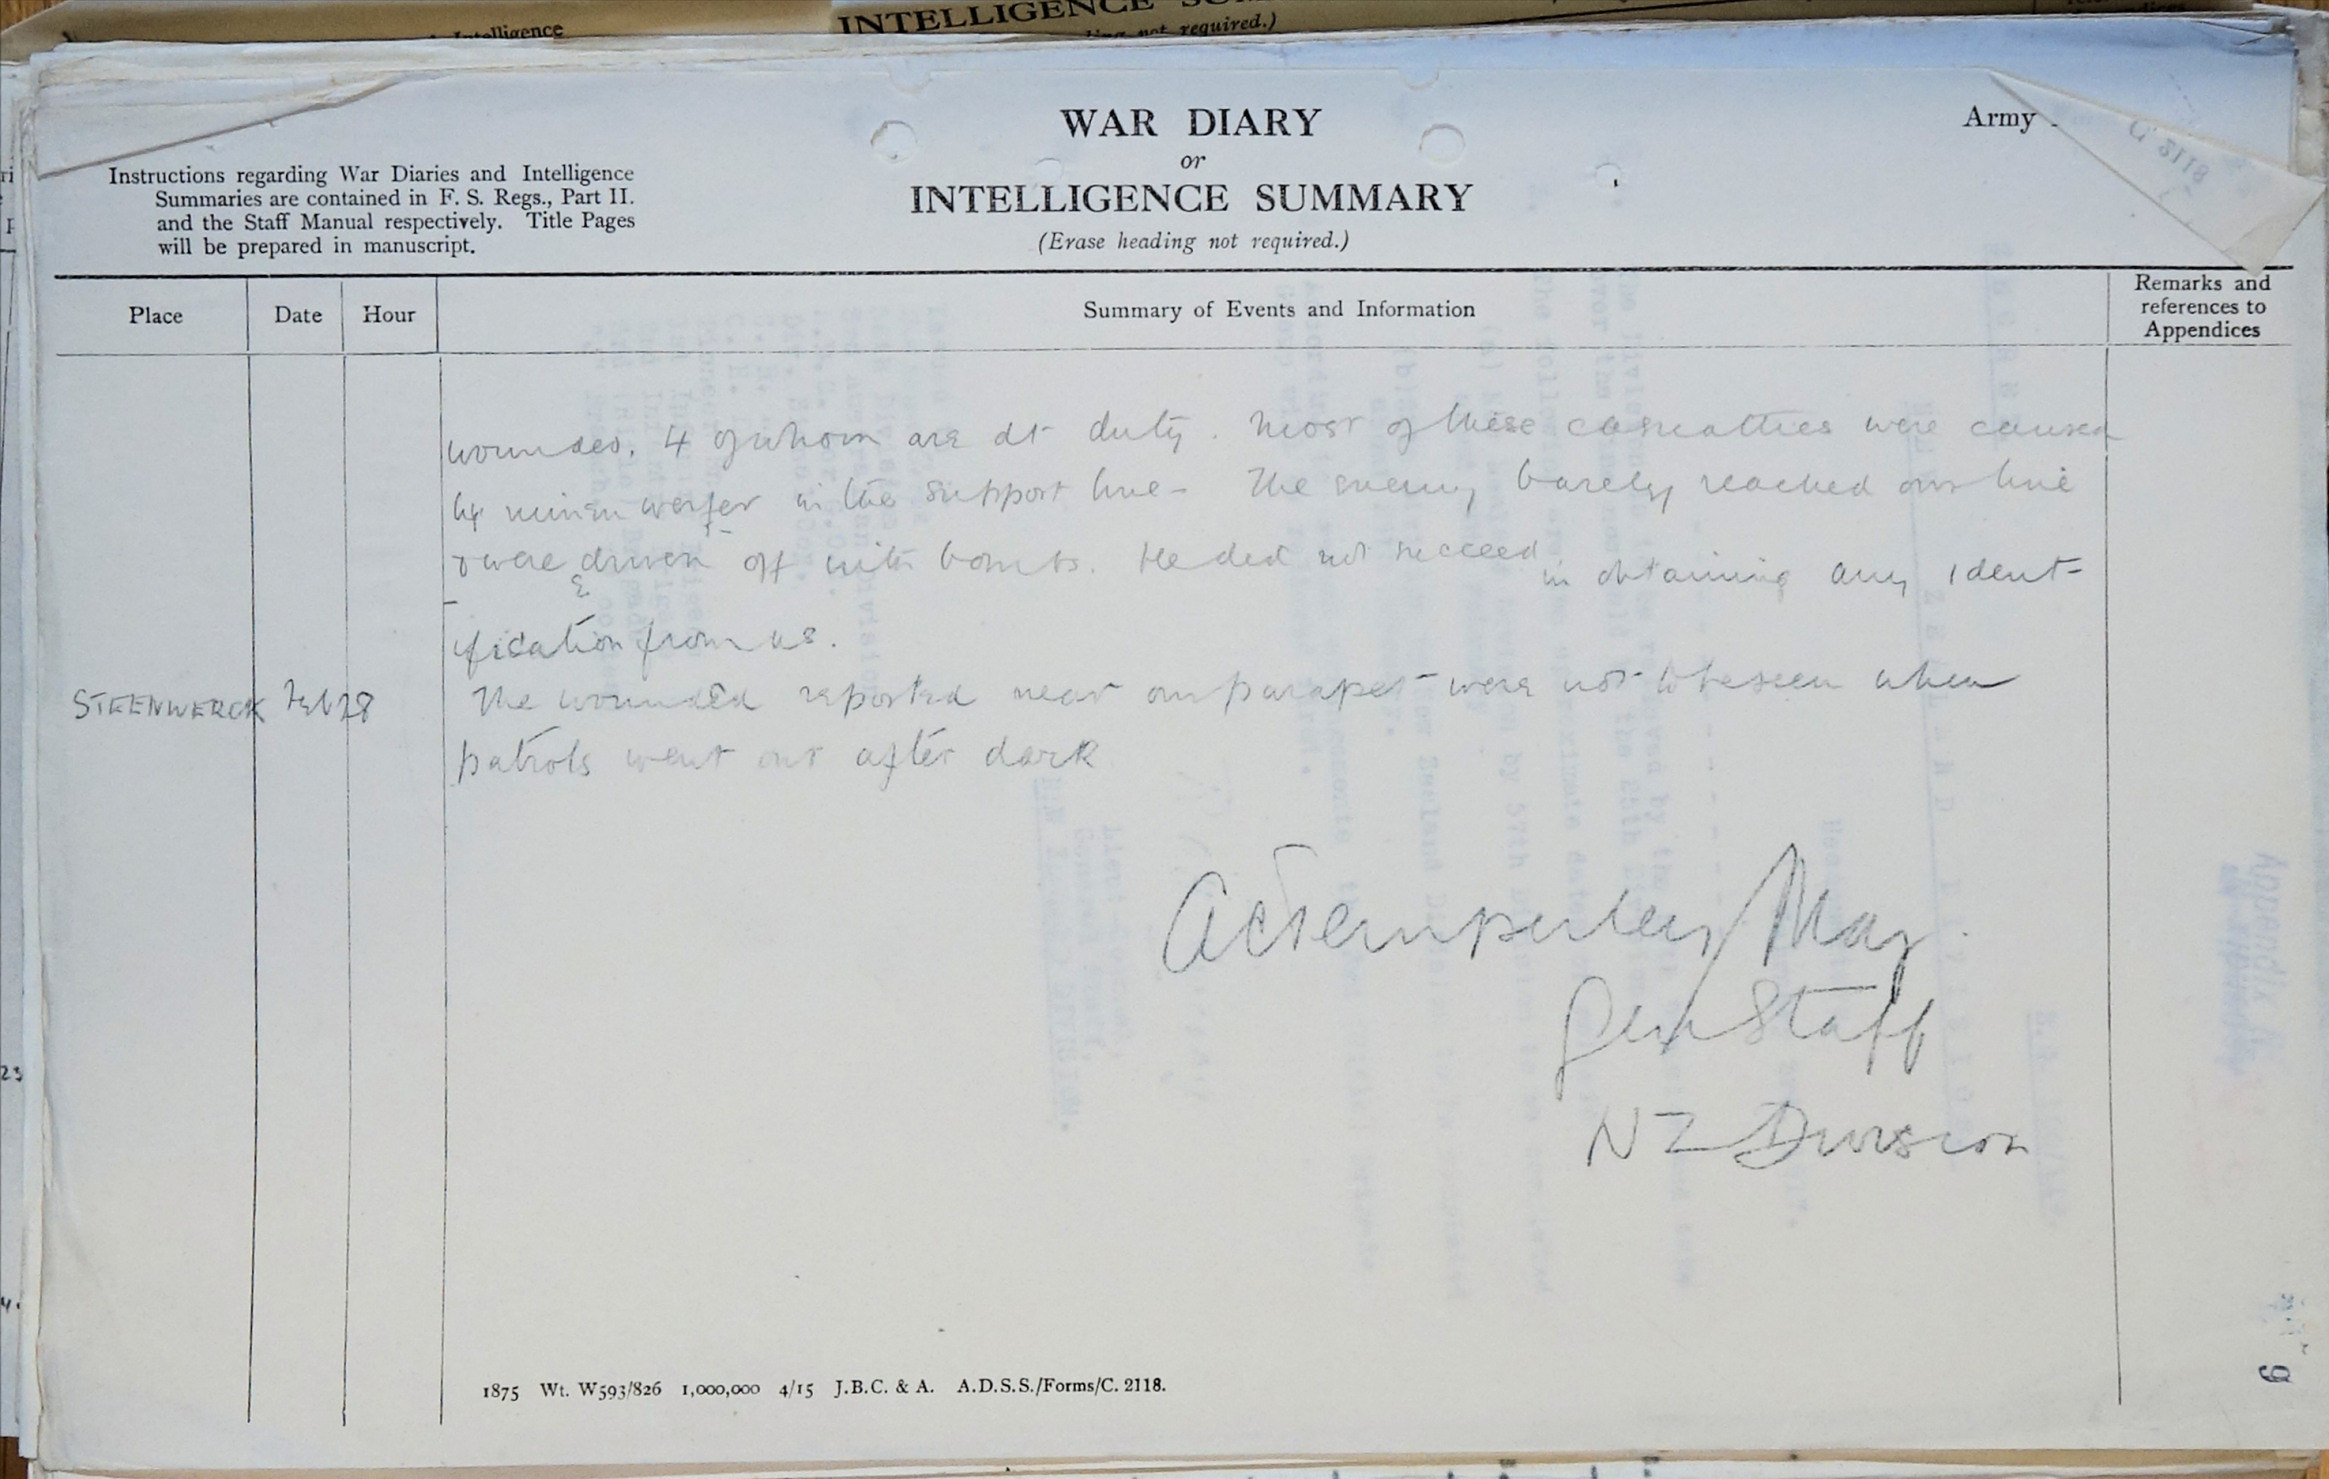 INTELLIGENCE
Intelligence
required.)
WAR DIARY
or
INTELLIGENCE SUMMARY
(Erase heading not required.)
Army
Instructions regarding War Diaries and Intelligence
Summaries are contained in F. S. Regs., Part II.
and the Staff Manual respectively. Title Pages
will be prepared in manuscript.
Place Date Hour Summary of Events and Information Remarks and references to Appendices
wounded, 4 of whom are at duty. Most of these casualties were caused
by minenwerfer in the support line - The enemy barely reached our line
& were driven off with bombs. He did not succeed in obtaining any ident-
ification from us.
STEENWERCK Feb 28 The wounded reported near our parapet were not to be seen when
patrols went out after dark
ACTemperley Maj.
Gen Staff
NZ Division
1875 Wt. W593/826 1,000,000 4/15 J.B.C. & A. A.D.S.S./Forms/C. 2118.